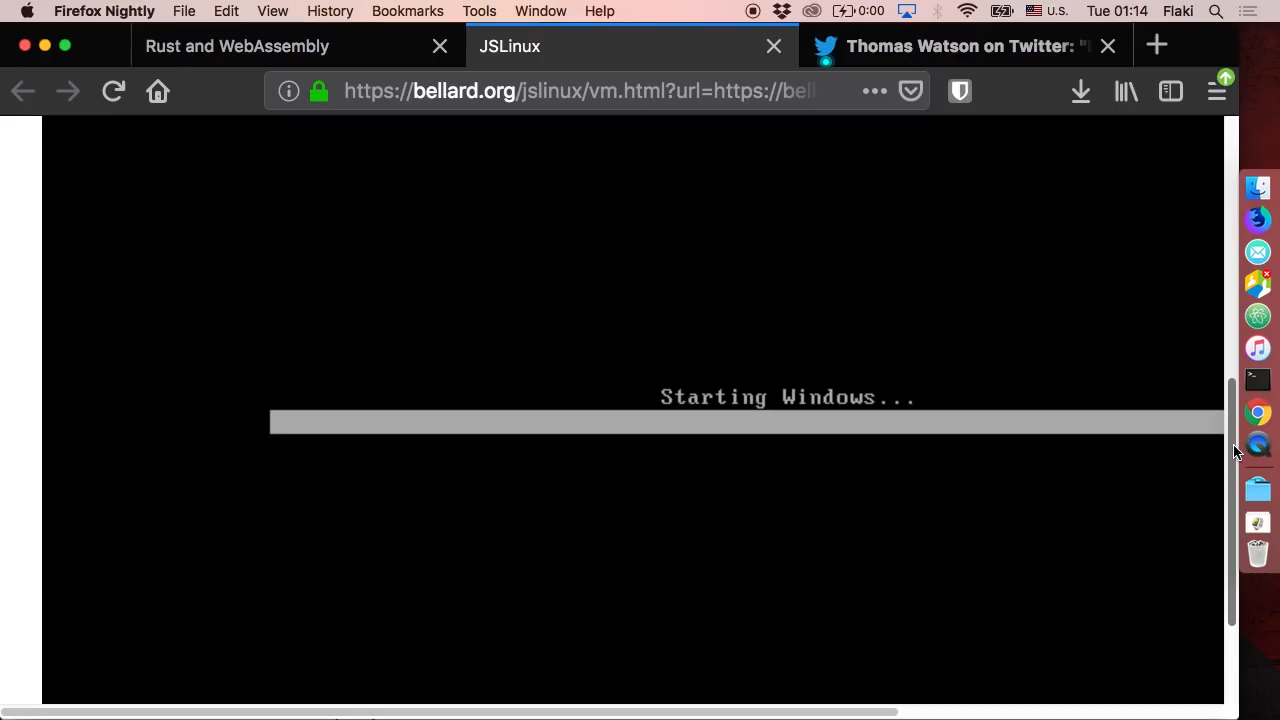 Firefox Nightly File Edit View History Bookmarks Tools Window Help 0:00 U.S. Tue 01:14 Flaki
Rust and WebAssembly JSLinux Thomas Watson on Twitter: "
https://bellard.org/jslinux/vm.html?url=https://bell
Starting Windows...